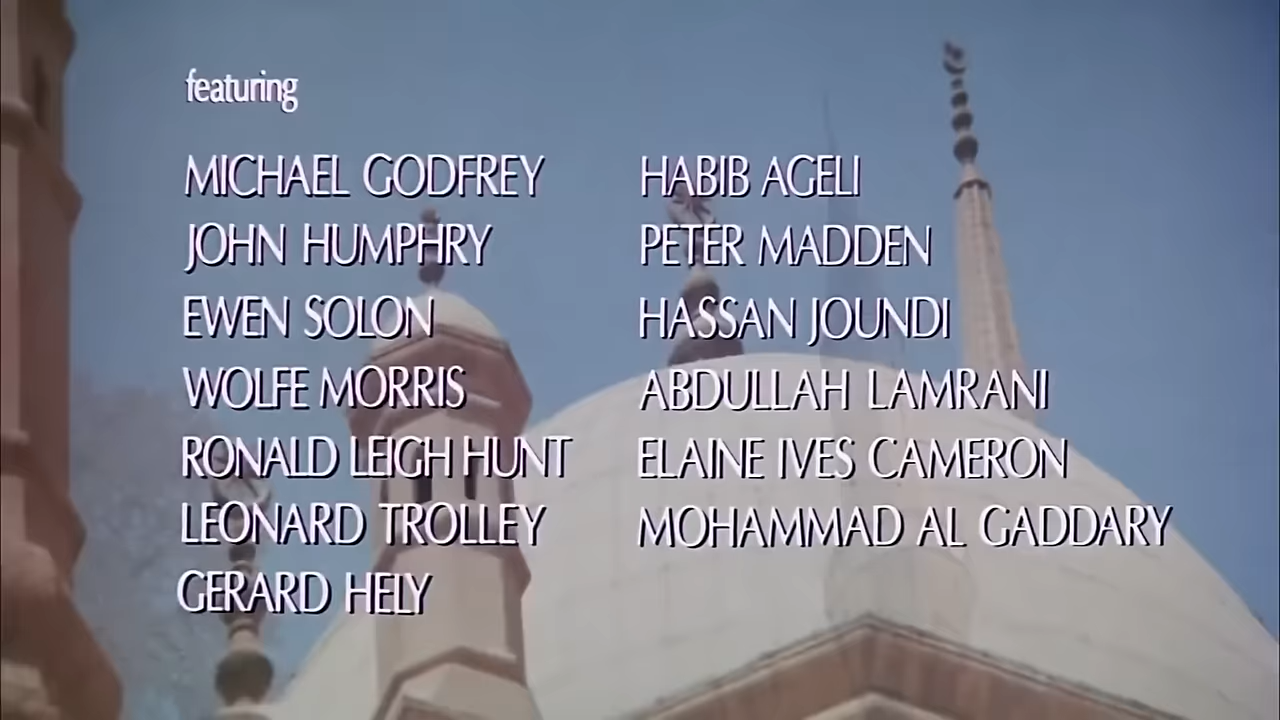 featuring
MICHAEL GODFREY
JOHN HUMPHRY
EWEN SOLON
WOLFE MORRIS
RONALD LEIGH HUNT
LEONARD TROLLEY
GERARD HELY
HABIB AGELI
PETER MADDEN
HASSAN JOUNDI
ABDULLAH LAMRANI
ELAINE IVES CAMERON
MOHAMMAD AL GADDARY